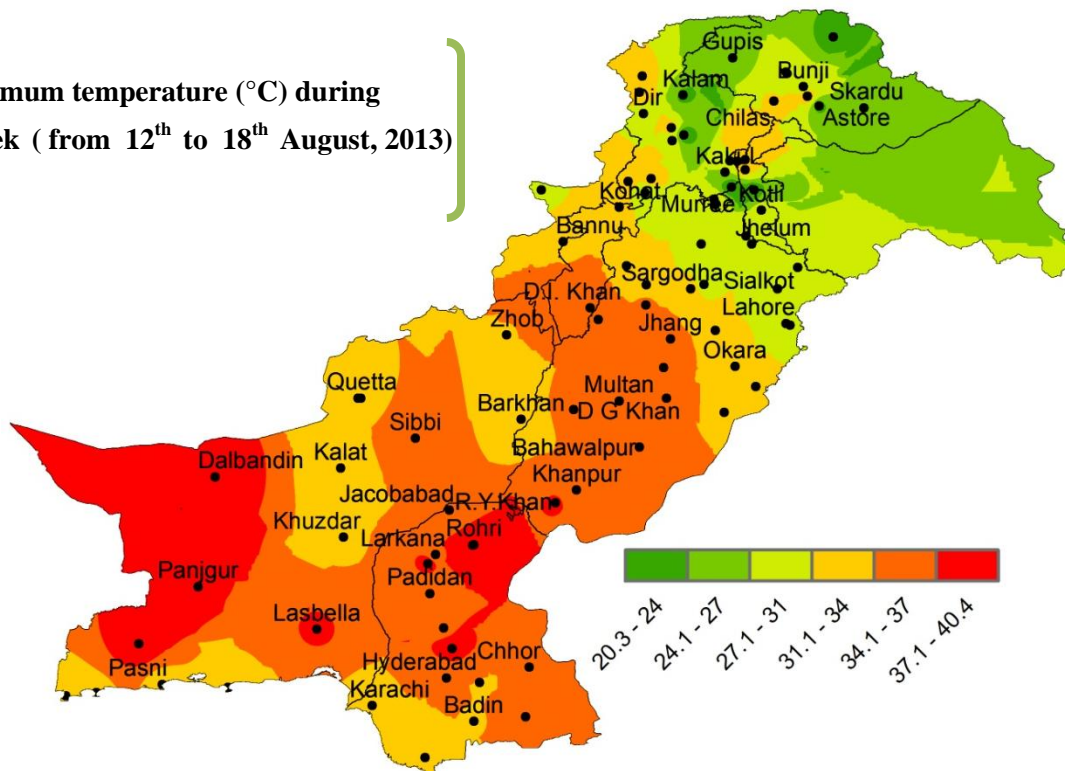 mum temperature (°C) during
ek ( from 12th to 18th August, 2013)
Gupis
Bunji
Kalam
Skardu
Dir
Astore
Chilas
Kakul
Kohat
Kotli
Murree
Bannu
Jhelum
Sargodha
Sialkot
D.I. Khan
Lahore
Zhob
Jhang
Okara
Quetta
Multan
Barkhan
D G Khan
Sibbi
Bahawalpur
Kalat
Dalbandin
Khanpur
Jacobabad
R.Y.Khan
Khuzdar
Rohri
Larkana
Panjgur
Padidan
Lasbella
Pasni
Hyderabad
Chhor
Karachi
Badin
20.3 - 24
24.1 - 27
27.1 - 31
31.1 - 34
34.1 - 37
37.1 - 40.4